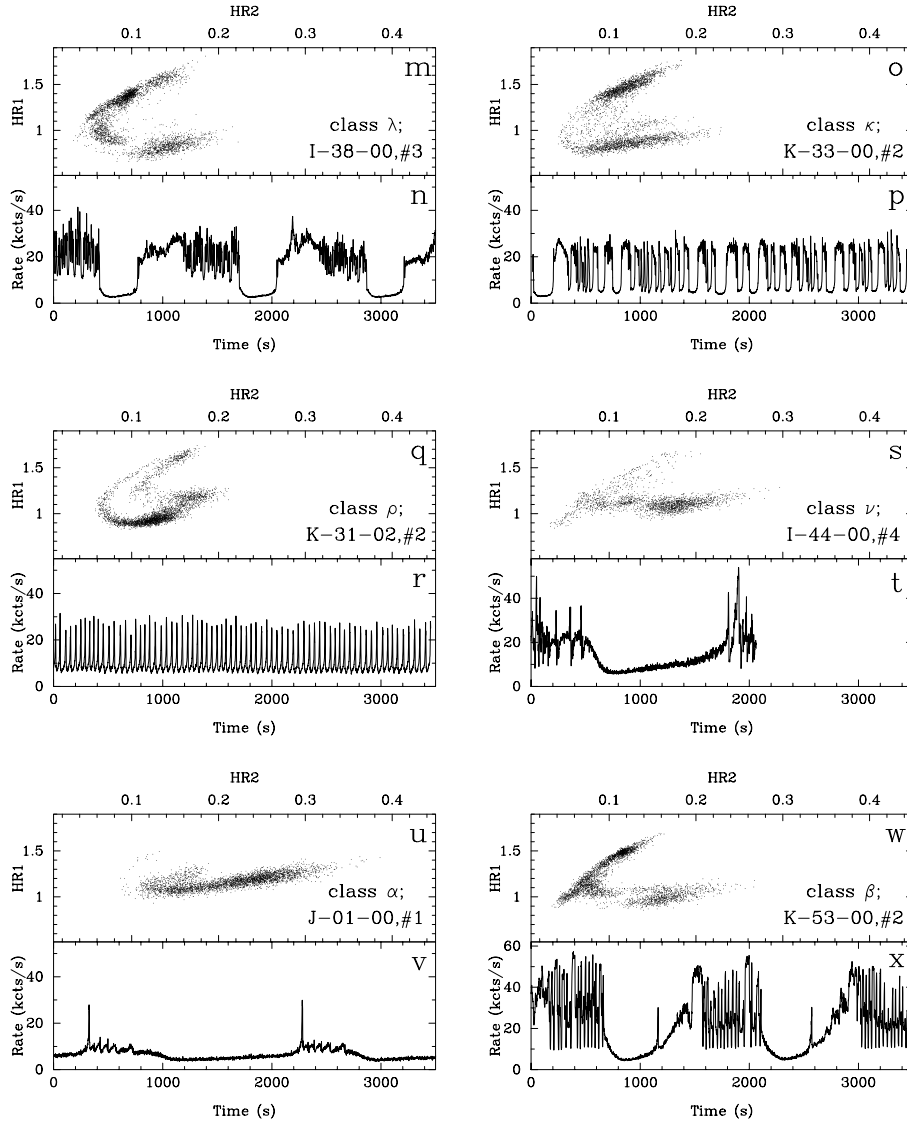 HR2
0.1 0.2 0.3 0.4
HR1
1.5
1
m
class λ;
I-38-00,#3
Rate (kcts/s)
40
20
0
n
0 1000 2000 3000
Time (s)
HR2
0.1 0.2 0.3 0.4
HR1
1.5
1
o
class κ;
K-33-00,#2
Rate (kcts/s)
40
20
0
p
0 1000 2000 3000
Time (s)
HR2
0.1 0.2 0.3 0.4
HR1
1.5
1
q
class ρ;
K-31-02,#2
Rate (kcts/s)
40
20
0
r
0 1000 2000 3000
Time (s)
HR2
0.1 0.2 0.3 0.4
HR1
1.5
1
s
class ν;
I-44-00,#4
Rate (kcts/s)
40
20
0
t
0 1000 2000 3000
Time (s)
HR2
0.1 0.2 0.3 0.4
HR1
1.5
1
u
class α;
J-01-00,#1
Rate (kcts/s)
40
20
0
v
0 1000 2000 3000
Time (s)
HR2
0.1 0.2 0.3 0.4
HR1
1.5
1
w
class β;
K-53-00,#2
Rate (kcts/s)
60
40
20
0
x
0 1000 2000 3000
Time (s)